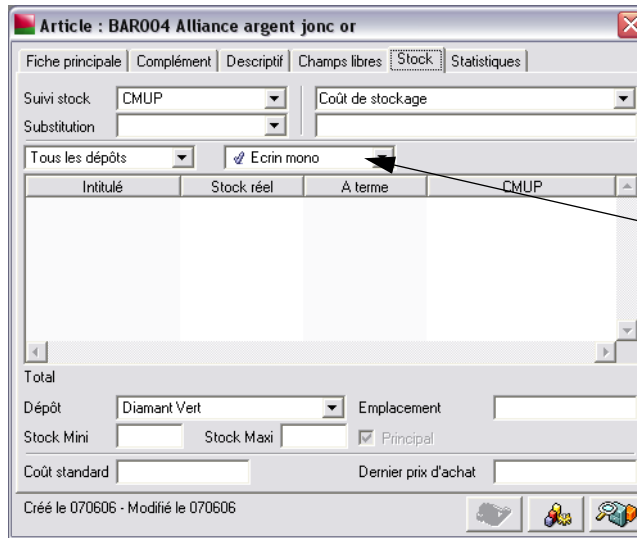 Article : BAR004 Alliance argent jonc or
Fiche principale Complément Descriptif Champs libres Stock Statistiques
Suivi stock CMUP Coût de stockage
Substitution
Tous les dépôts Ecrin mono
Intitulé Stock réel A terme CMUP
Total
Dépôt Diamant Vert Emplacement
Stock Mini Stock Maxi Principal
Coût standard Dernier prix d'achat
Créé le 070606 - Modifié le 070606